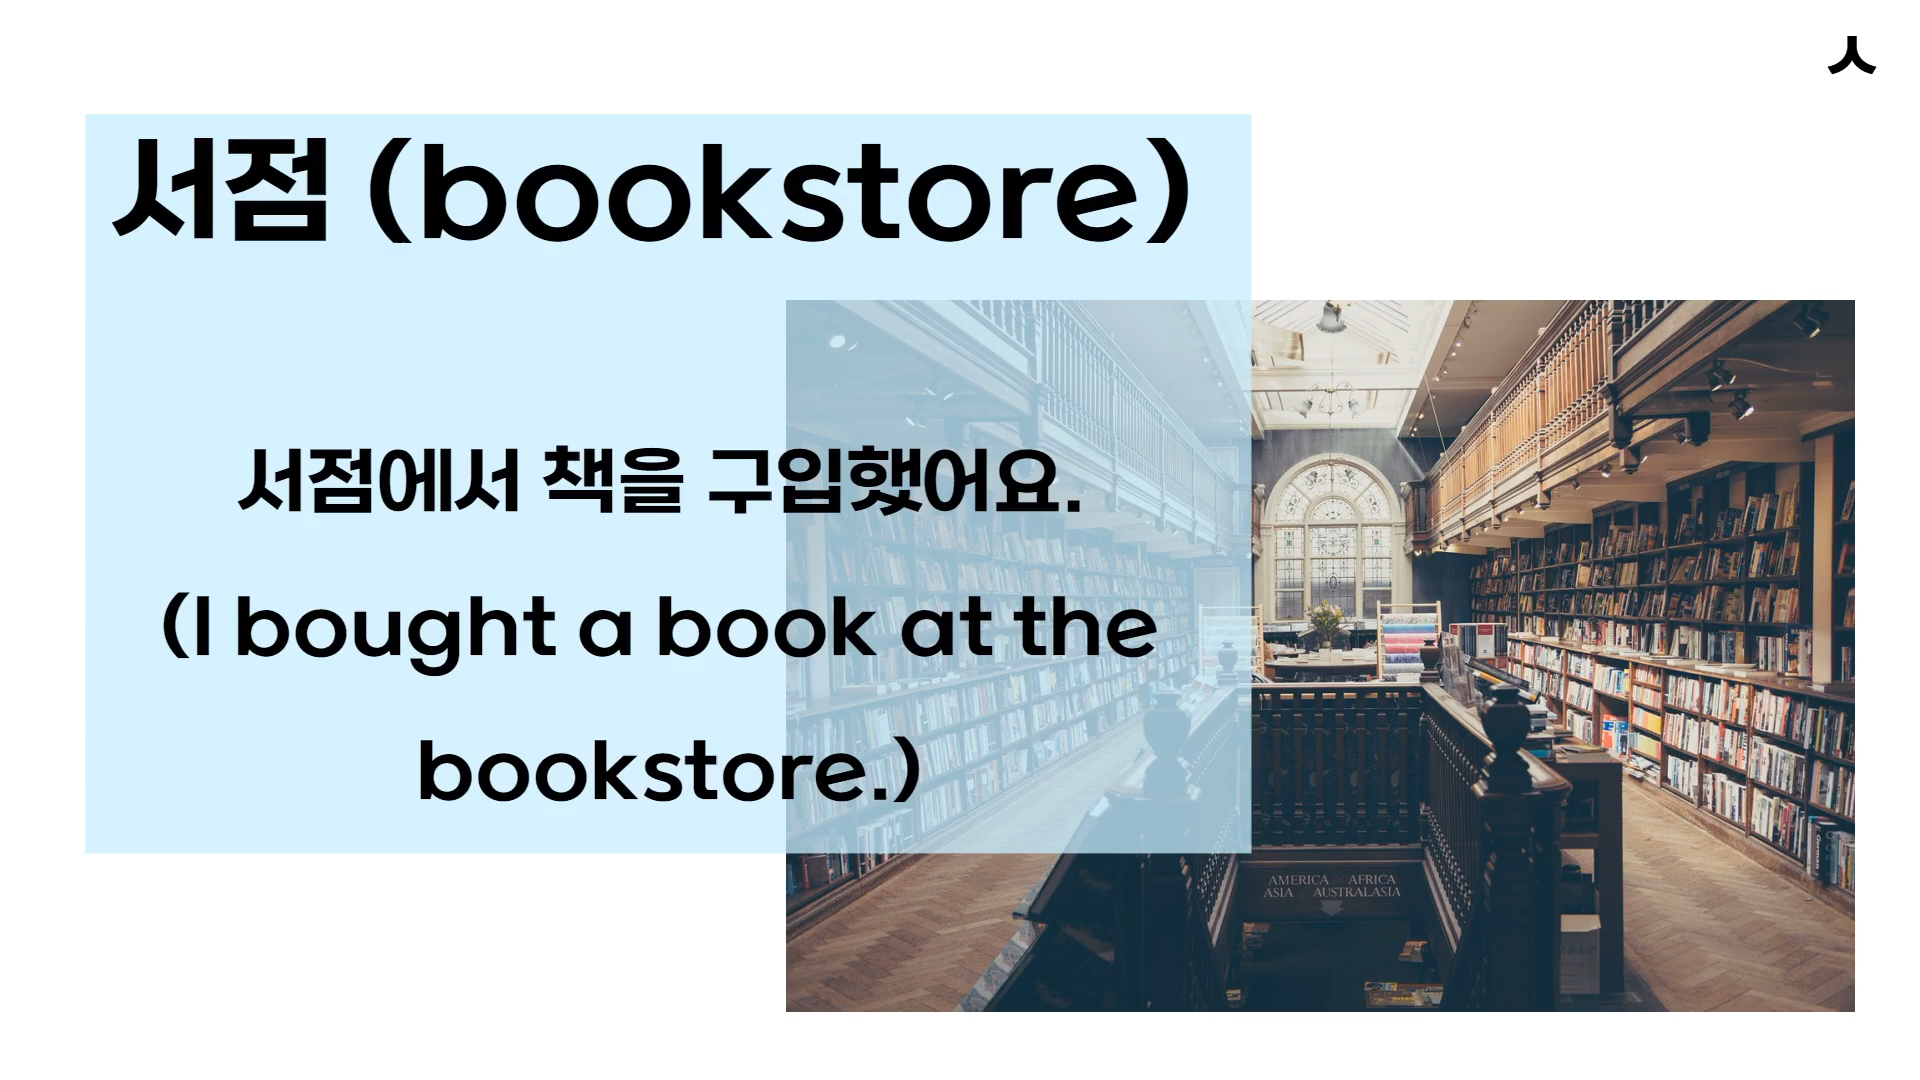 ㅅ
서점 (bookstore)
서점에서 책을 구입했어요.
(I bought a book at the
bookstore.)
AMERICA AFRICA
ASIA AUSTRALASIA